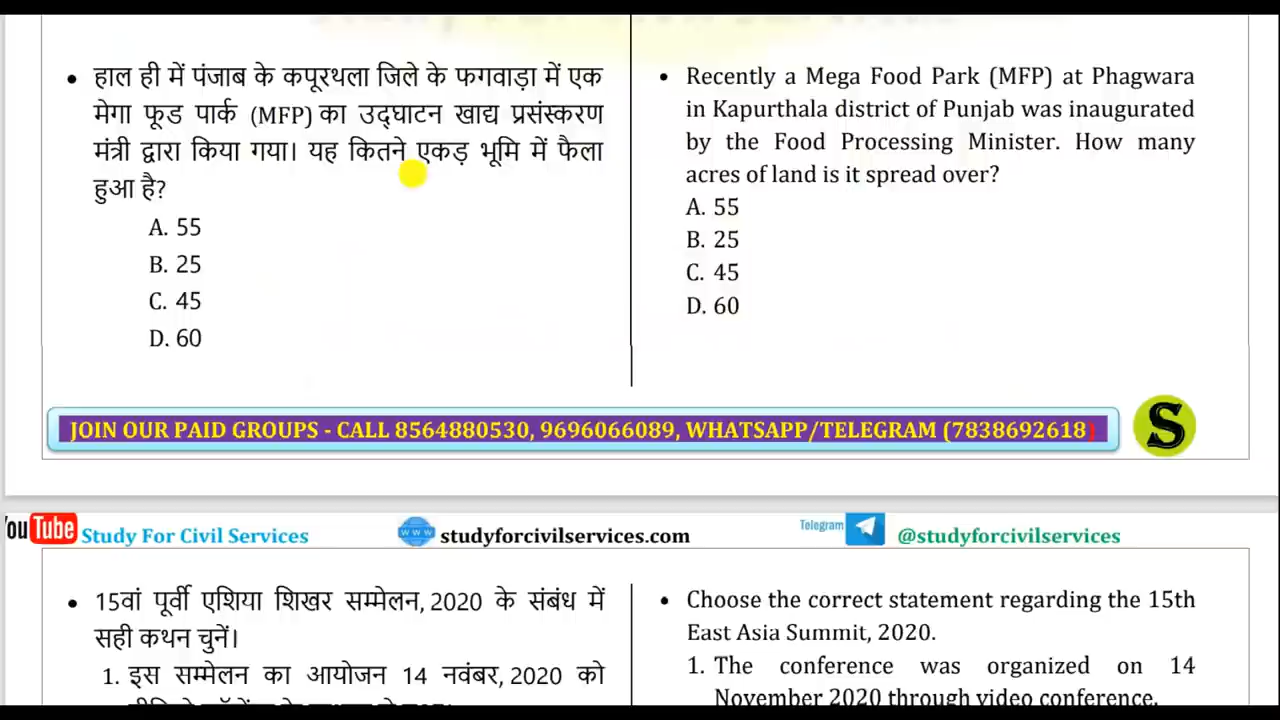 हाल ही में पंजाब के कपूरथला जिले के फगवाड़ा में एक
मेगा फूड पार्क (MFP) का उद्घाटन खाद्य प्रसंस्करण
मंत्री द्वारा किया गया। यह कितने एकड़ भूमि में फैला
हुआ है?
A. 55
B. 25
C. 45
D. 60
Recently a Mega Food Park (MFP) at Phagwara
in Kapurthala district of Punjab was inaugurated
by the Food Processing Minister. How many
acres of land is it spread over?
A. 55
B. 25
C. 45
D. 60
JOIN OUR PAID GROUPS - CALL 8564880530, 9696066089, WHATSAPP/TELEGRAM (7838692618)
S
YouTube Study For Civil Services
www studyforcivilservices.com
Telegram @studyforcivilservices
15वां पूर्वी एशिया शिखर सम्मेलन, 2020 के संबंध में
सही कथन चुनें।
1. इस सम्मेलन का आयोजन 14 नवंबर, 2020 को
Choose the correct statement regarding the 15th
East Asia Summit, 2020.
1. The conference was organized on 14
November 2020 through video conference.